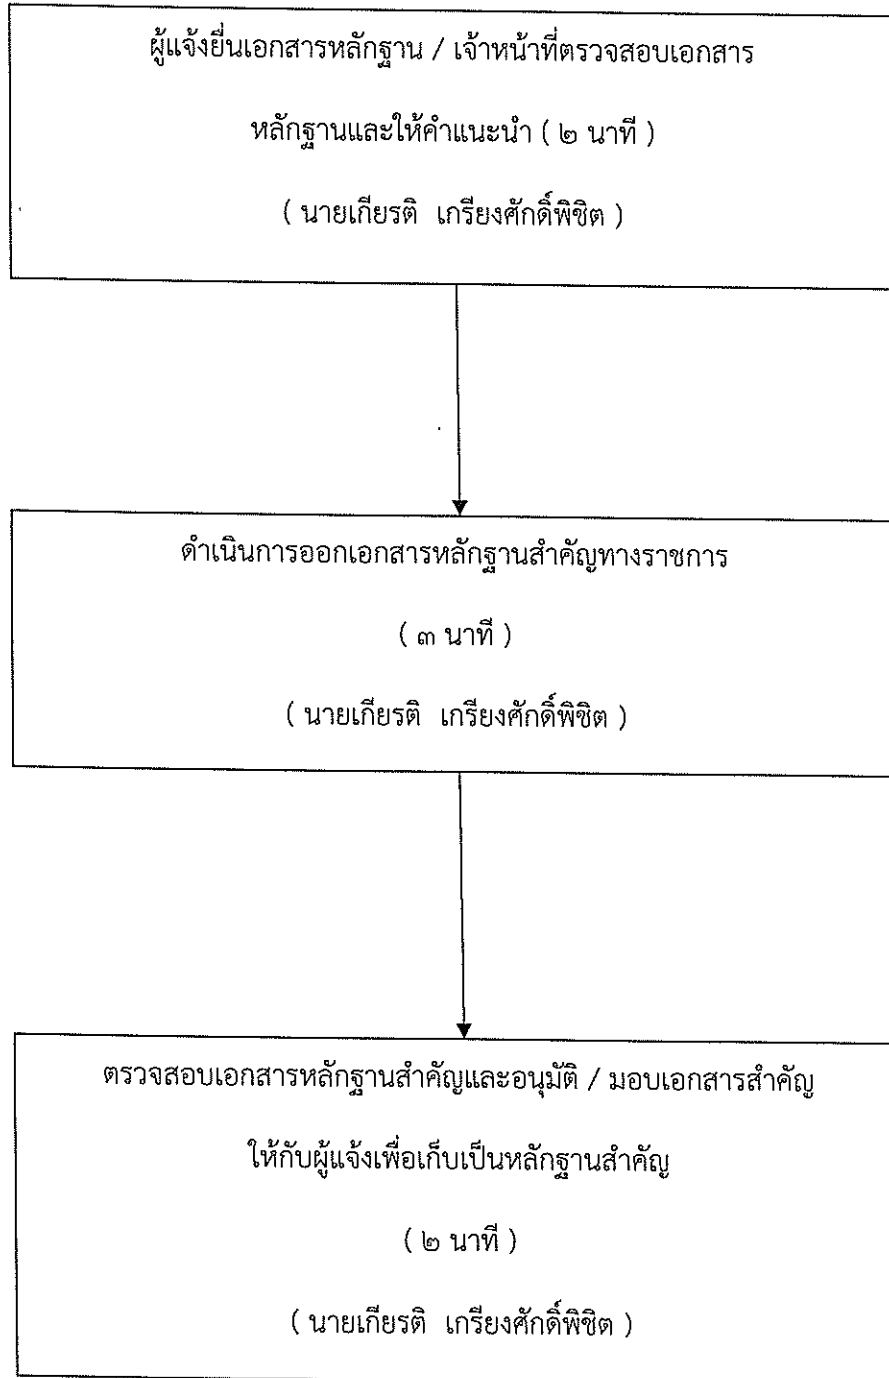 ผู้แจ้งยื่นเอกสารหลักฐาน / เจ้าหน้าที่ตรวจสอบเอกสาร
หลักฐานและให้คำแนะนำ ( ๒ นาที )
( นายเกียรติ เกรียงศักดิ์พิชิต )
ดำเนินการออกเอกสารหลักฐานสำคัญทางราชการ
( ๓ นาที )
( นายเกียรติ เกรียงศักดิ์พิชิต )
ตรวจสอบเอกสารหลักฐานสำคัญและอนุมัติ / มอบเอกสารสำคัญ
ให้กับผู้แจ้งเพื่อเก็บเป็นหลักฐานสำคัญ
( ๒ นาที )
( นายเกียรติ เกรียงศักดิ์พิชิต )